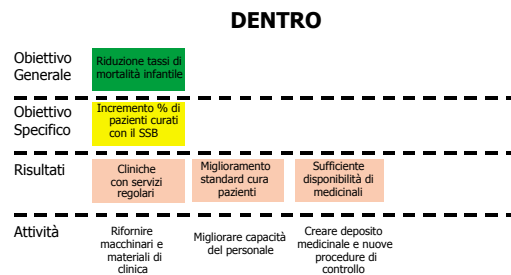 DENTRO
Obiettivo
Generale
Riduzione tassi di
mortalità infantile
Obiettivo
Specifico
Incremento % di
pazienti curati
con il SSB
Risultati
Cliniche
con servizi
regolari
Miglioramento
standard cura
pazienti
Sufficiente
disponibilità di
medicinali
Attività
Rifornire
macchinari e
materiali di
clinica
Migliorare capacità
del personale
Creare deposito
medicinale e nuove
procedure di
controllo